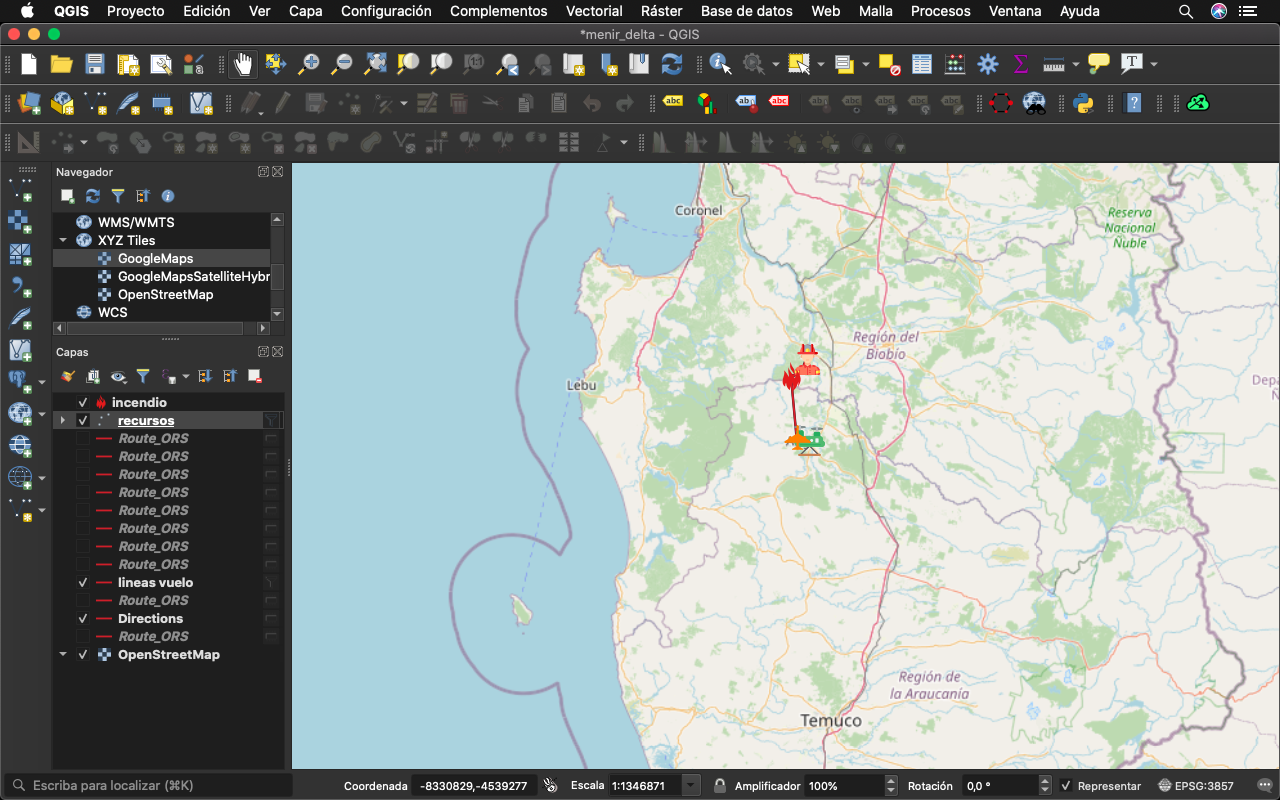 QGIS Proyecto Edición Ver Capa Configuración Complementos Vectorial Ráster Base de datos Web Malla Procesos Ventana Ayuda
*menir_delta - QGIS
Navegador
WMS/WMTS
XYZ Tiles
GoogleMaps
GoogleMapsSatelliteHybr
OpenStreetMap
WCS
Capas
incendio
recursos
Route_ORS
Route_ORS
Route_ORS
Route_ORS
Route_ORS
Route_ORS
Route_ORS
Route_ORS
lineas vuelo
Route_ORS
Directions
Route_ORS
OpenStreetMap
Coronel
Reserva
Nacional
Ñuble
Región del
Biobío
Lebu
Depa
Nac
Región de
la Araucanía
Temuco
Escriba para localizar (⌘K)
Coordenada -8330829,-4539277 Escala 1:1346871 Amplificador 100% Rotación 0,0 ° Representar EPSG:3857